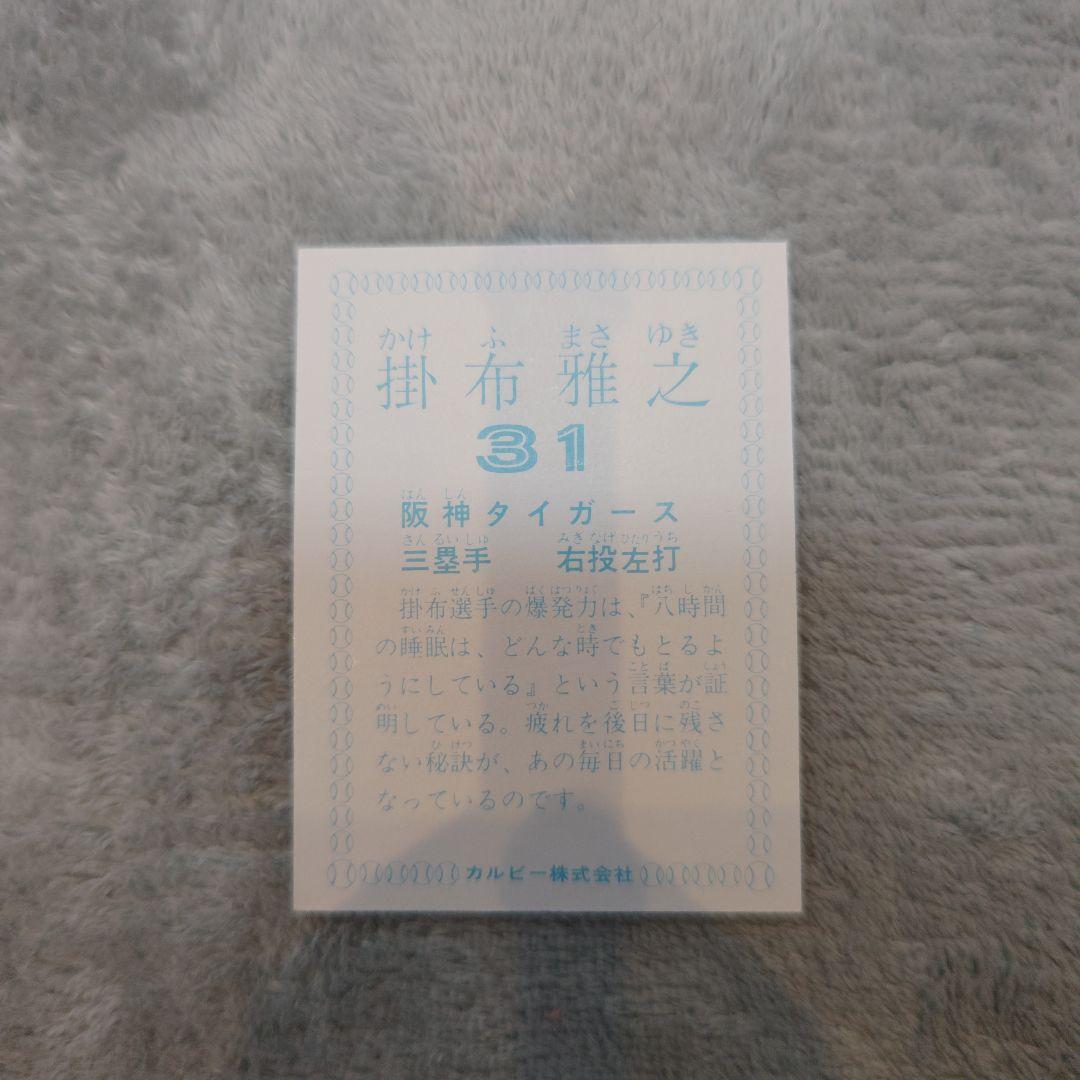 かけ ふ まさ ゆき
掛布雅之
31
はん しん
阪神タイガース
さん るい しゅ みぎ なげ ひだり うち
三塁手 右投左打
かけ ふ せん しゅ ばく はつ りょく はち じ かん
掛布選手の爆発力は、『八時間
すい みん とき
の睡眠は、どんな時でもとるよ
こと ば しょう
うにしている』という言葉が証
めい つか ご じつ のこ
明している。疲れを後日に残さ
ひ けつ まい にち かつ やく
ない秘訣が、あの毎日の活躍と
なっているのです。
カルビー株式会社